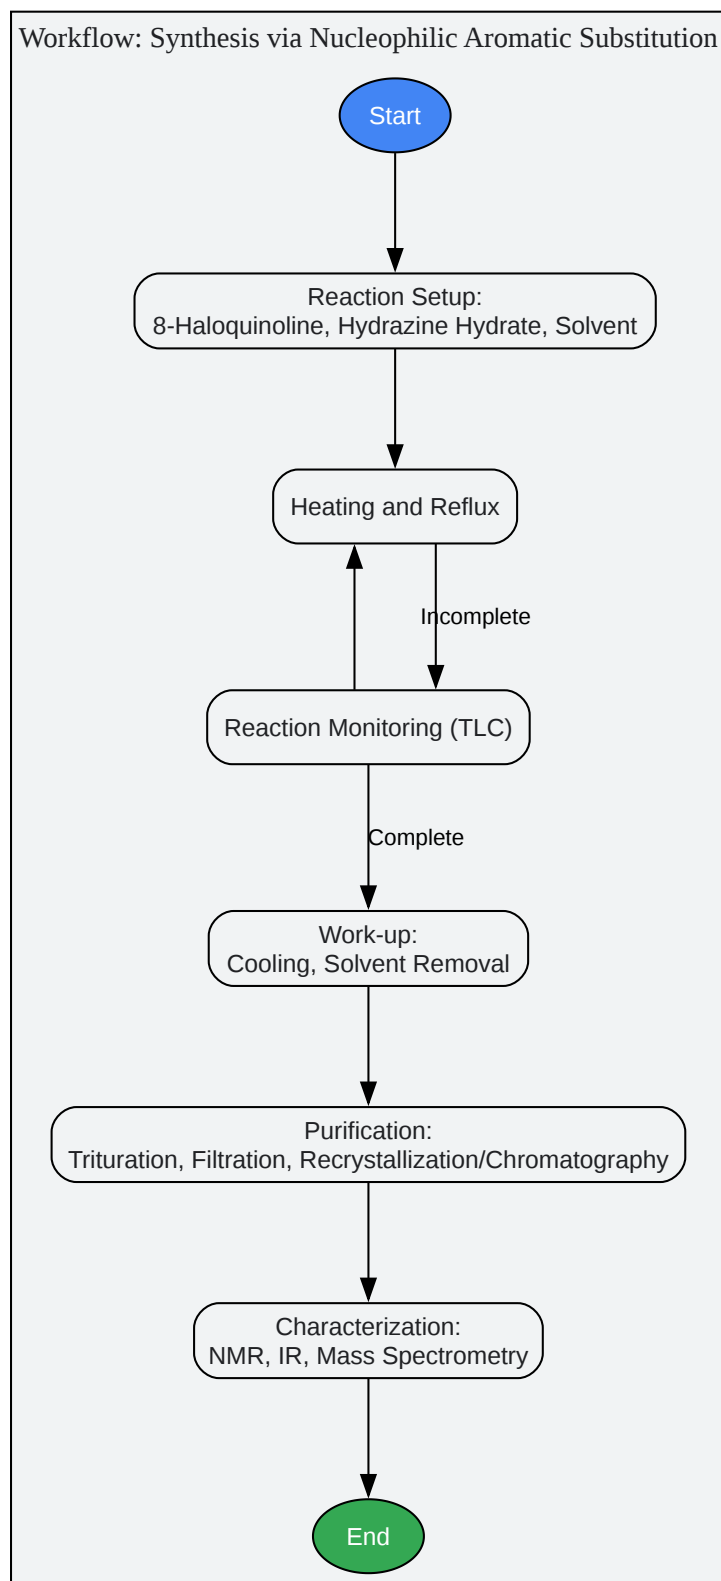 Workflow: Synthesis via Nucleophilic Aromatic Substitution
Start
Reaction Setup:
8-Haloquinoline, Hydrazine Hydrate, Solvent
Heating and Reflux
Incomplete
Reaction Monitoring (TLC)
Complete
Work-up:
Cooling, Solvent Removal
Purification:
Trituration, Filtration, Recrystallization/Chromatography
Characterization:
NMR, IR, Mass Spectrometry
End